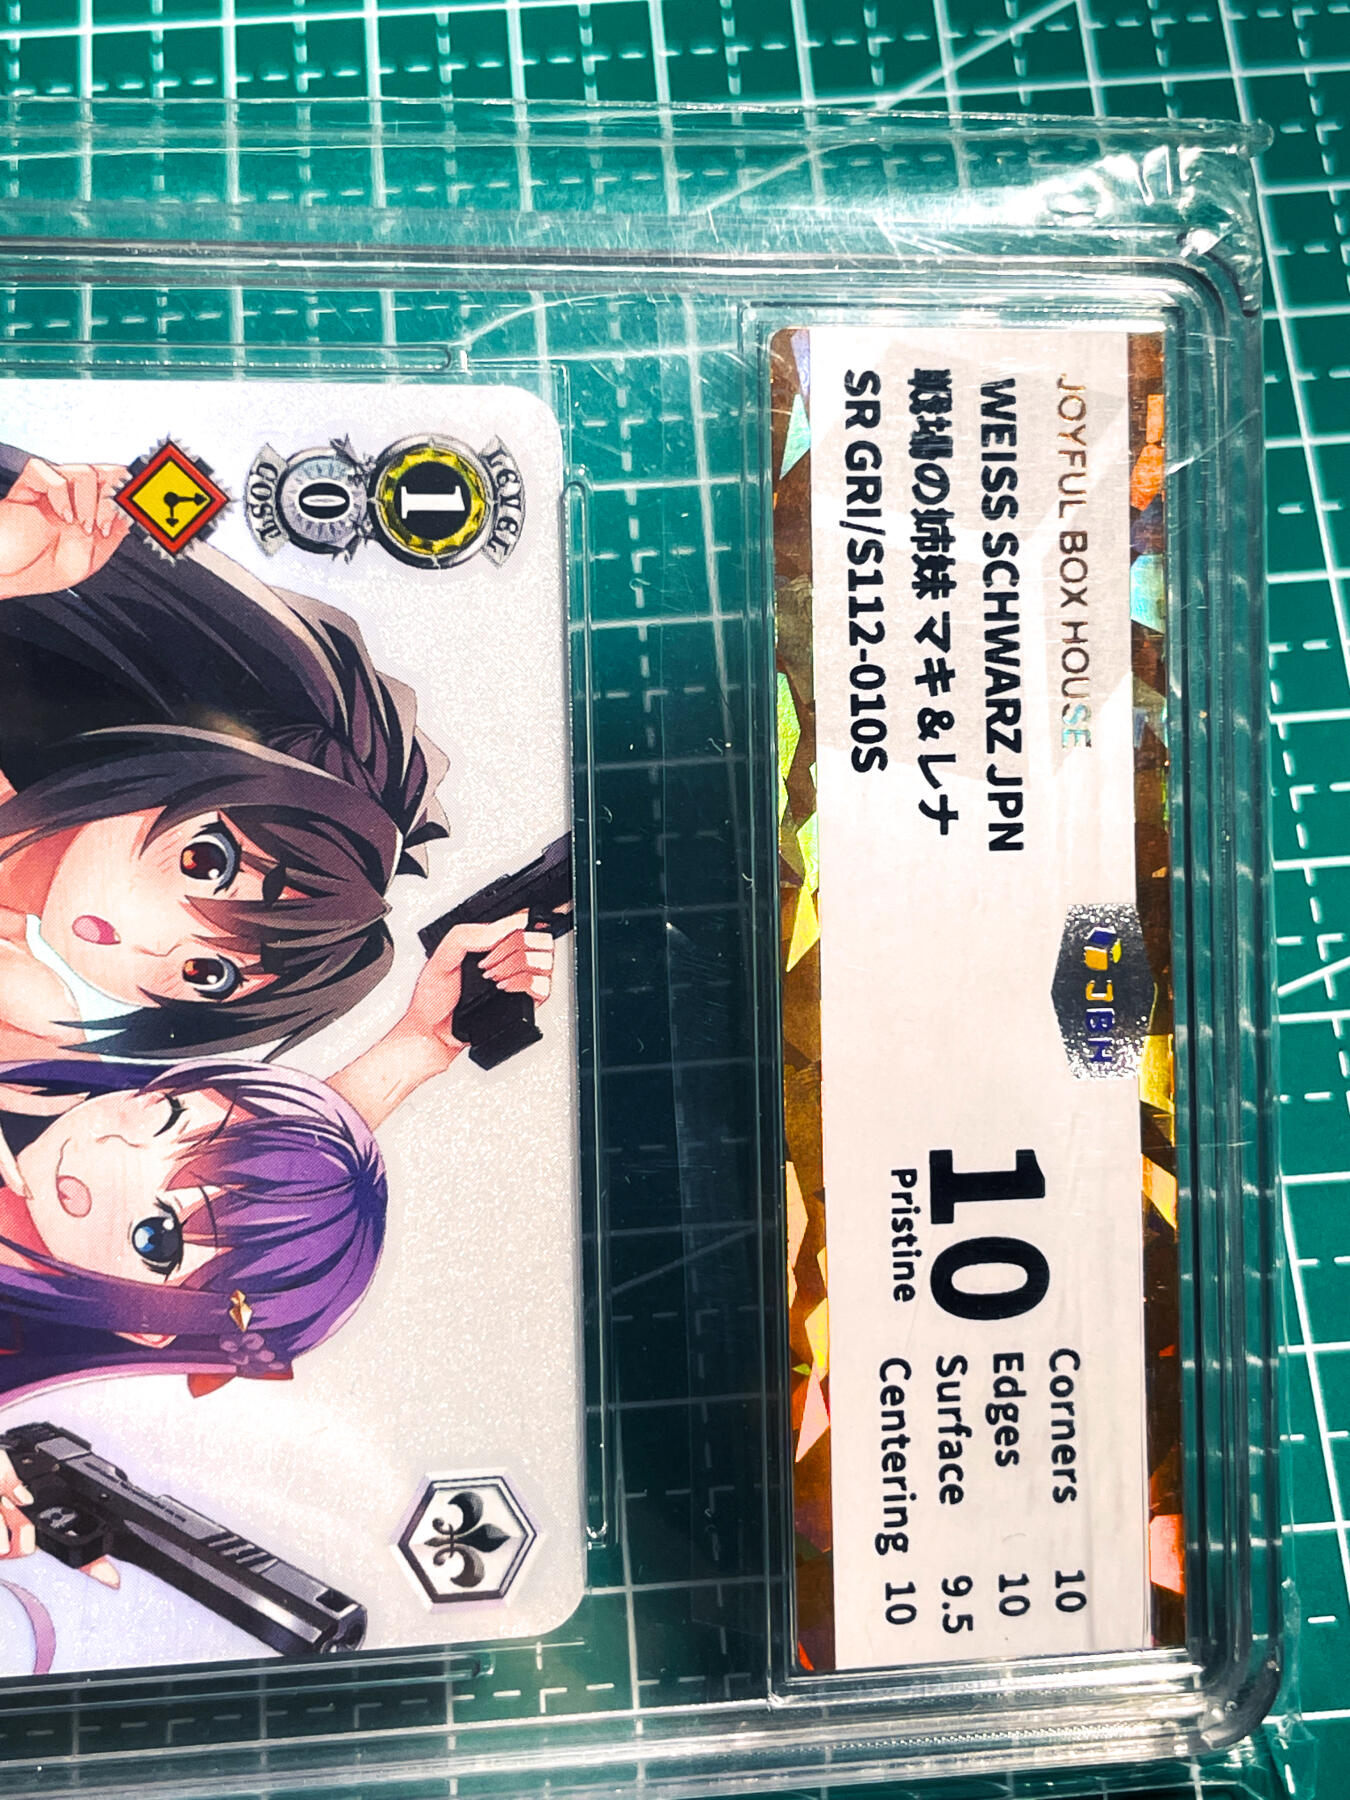 JOYFUL BOX HOUSE
WEISS SCHWARZ JPN
戦場の姉妹 マキ & レナ
SR GRI/S112-010S
JBH
10
Pristine
Corners 10
Edges 10
Surface 9.5
Centering 10
LEVEL
1
0
COST